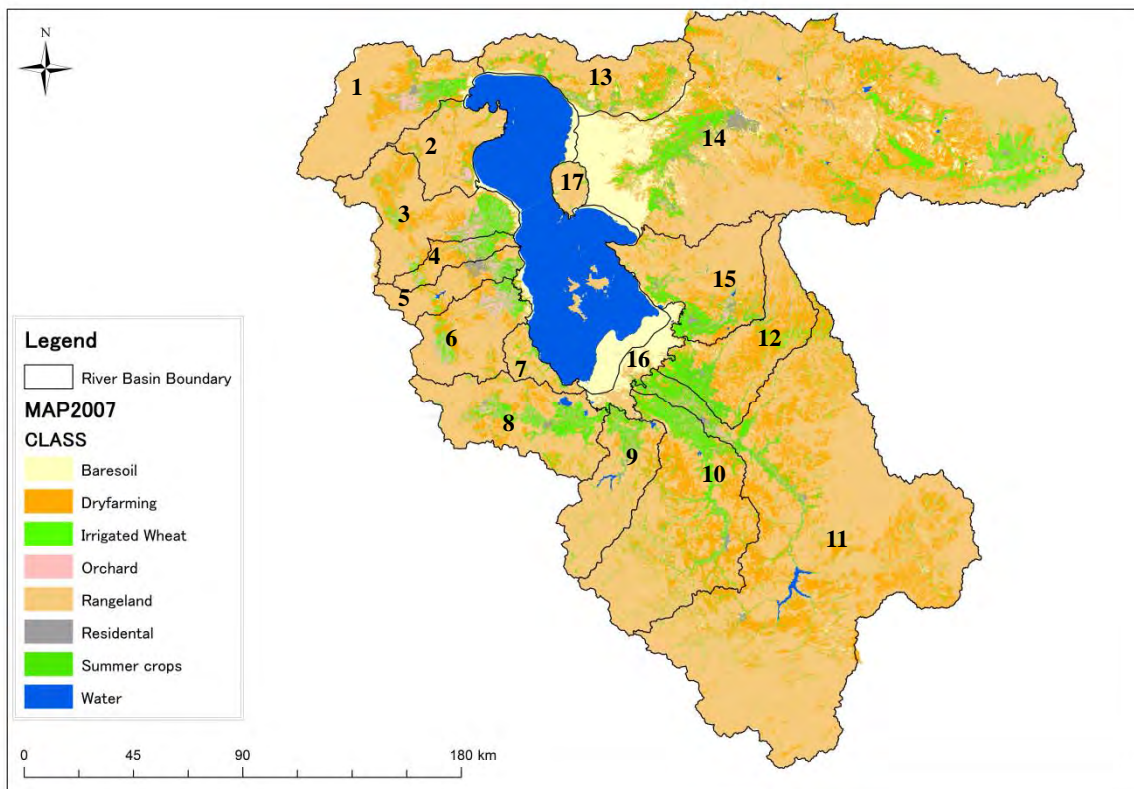 N
1
13
2
14
17
3
4
15
5
6
12
16
7
8
9
10
11
Legend
River Basin Boundary
MAP2007
CLASS
Baresoil
Dryfarming
Irrigated Wheat
Orchard
Rangeland
Residental
Summer crops
Water
0 45 90 180 km